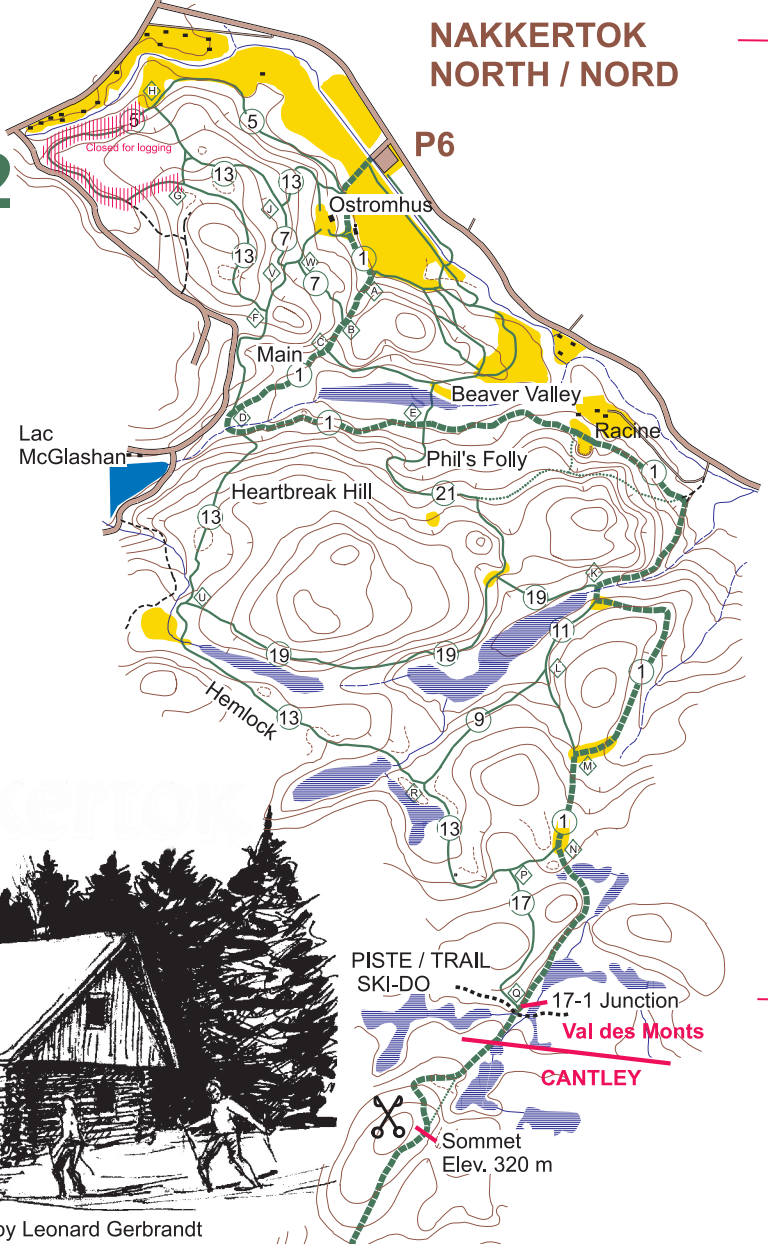 NAKKERTOK
NORTH / NORD
P6
2
H
5
5
Closed for logging
13
13
G
J
Ostromhus
7
13
W
1
V
7
A
F
B
C
Main
1
Beaver Valley
D
1
E
Racine
Lac
McGlashan
Phil's Folly
1
Heartbreak Hill
21
13
K
U
19
11
19
19
L
1
Hemlock
13
9
M
R
13
1
N
P
17
PISTE / TRAIL
SKI-DO
Q
17-1 Junction
Val des Monts
CANTLEY
Sommet
Elev. 320 m
by Leonard Gerbrandt